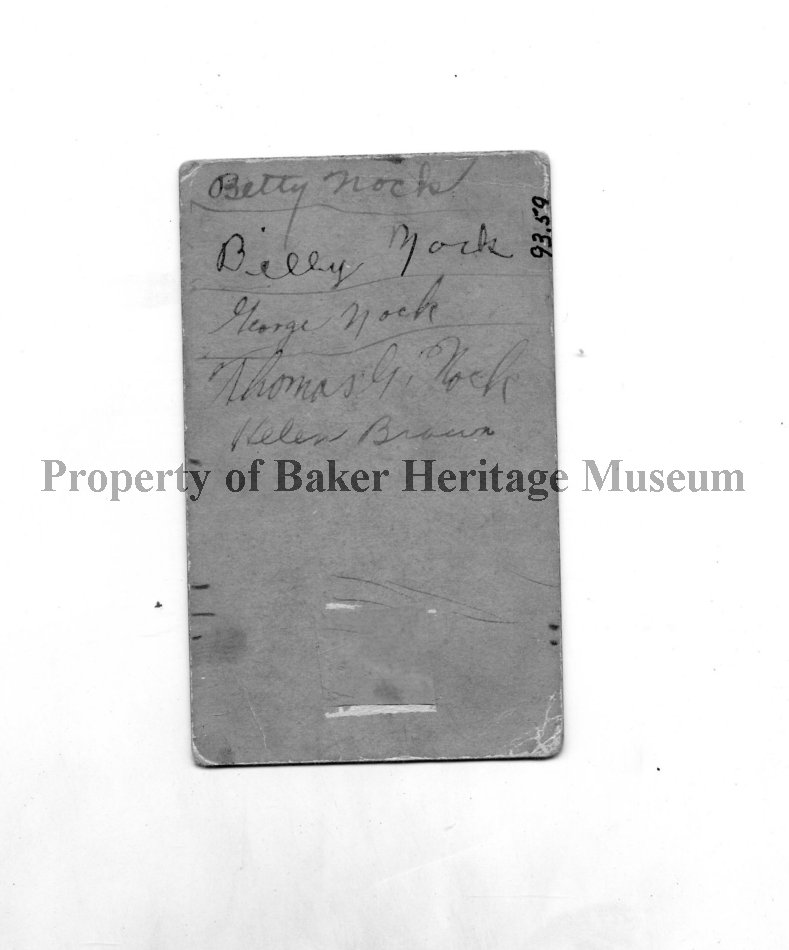 Betty Nock
Billy Nock
93.59
George Nock
Thomas G. Nock
Helen Brown
Property of Baker Heritage Museum